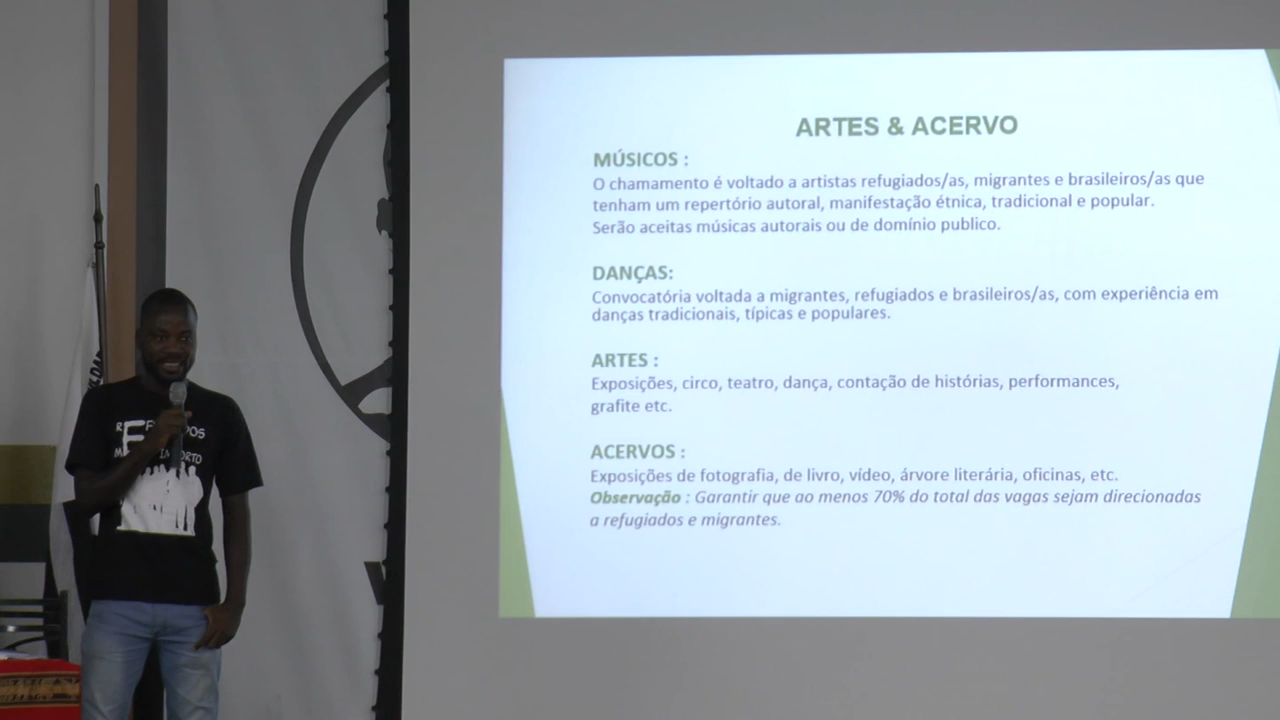 ARTES & ACERVO
MÚSICOS :
O chamamento é voltado a artistas refugiados/as, migrantes e brasileiros/as que
tenham um repertório autoral, manifestação étnica, tradicional e popular.
Serão aceitas músicas autorais ou de domínio publico.
DANÇAS:
Convocatória voltada a migrantes, refugiados e brasileiros/as, com experiência em
danças tradicionais, típicas e populares.
ARTES :
Exposições, circo, teatro, dança, contação de histórias, performances,
grafite etc.
ACERVOS :
Exposições de fotografia, de livro, vídeo, árvore literária, oficinas, etc.
Observação : Garantir que ao menos 70% do total das vagas sejam direcionadas
a refugiados e migrantes.